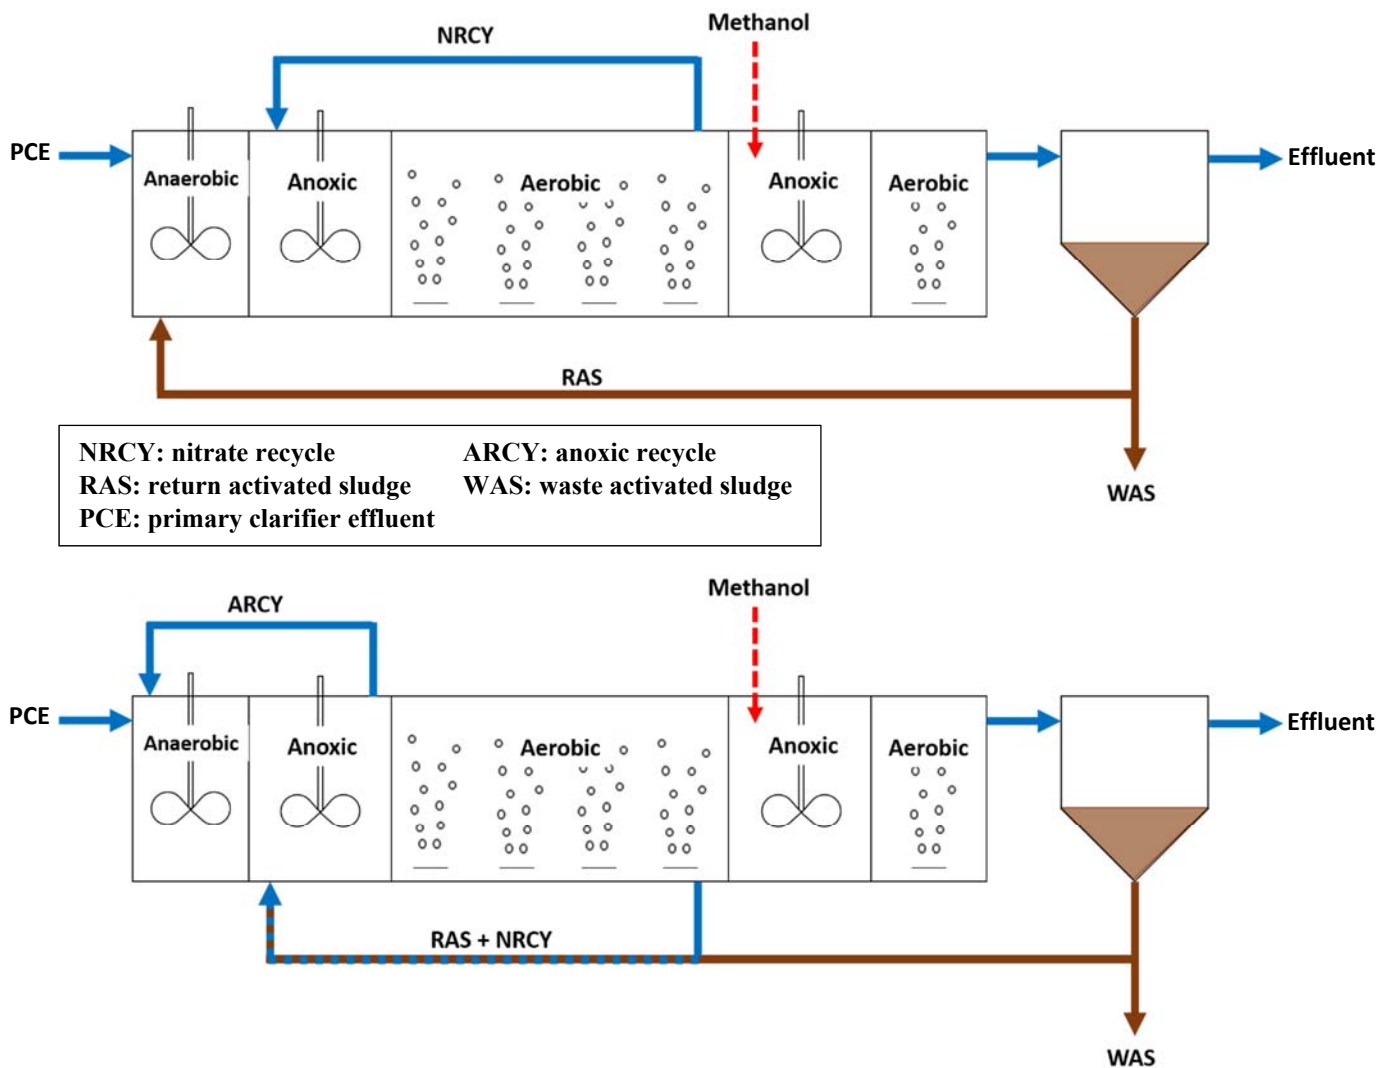 Methanol
NRCY
PCE
Anaerobic
Anoxic
Aerobic
Anoxic
Aerobic
Effluent
RAS
WAS
NRCY: nitrate recycle ARCY: anoxic recycle
RAS: return activated sludge WAS: waste activated sludge
PCE: primary clarifier effluent
Methanol
ARCY
PCE
Anaerobic
Anoxic
Aerobic
Anoxic
Aerobic
Effluent
RAS + NRCY
WAS